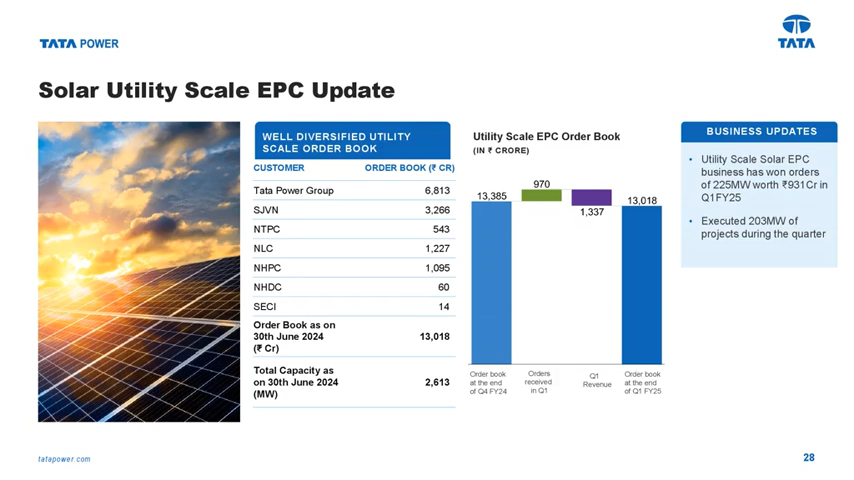 TATA POWER
TATA
Solar Utility Scale EPC Update
WELL DIVERSIFIED UTILITY
SCALE ORDER BOOK
CUSTOMER ORDER BOOK (₹ CR)
Tata Power Group 6,813
SJVN 3,266
NTPC 543
NLC 1,227
NHPC 1,095
NHDC 60
SECI 14
Order Book as on
30th June 2024
(₹ Cr)
13,018
Total Capacity as
on 30th June 2024
(MW)
2,613
Utility Scale EPC Order Book
(IN ₹ CRORE)
13,385
970
1,337
13,018
Order book
at the end
of Q4 FY24
Orders
received
in Q1
Q1
Revenue
Order book
at the end
of Q1 FY25
BUSINESS UPDATES
• Utility Scale Solar EPC
business has won orders
of 225MW worth ₹931Cr in
Q1FY25
• Executed 203MW of
projects during the quarter
tatapower.com
28